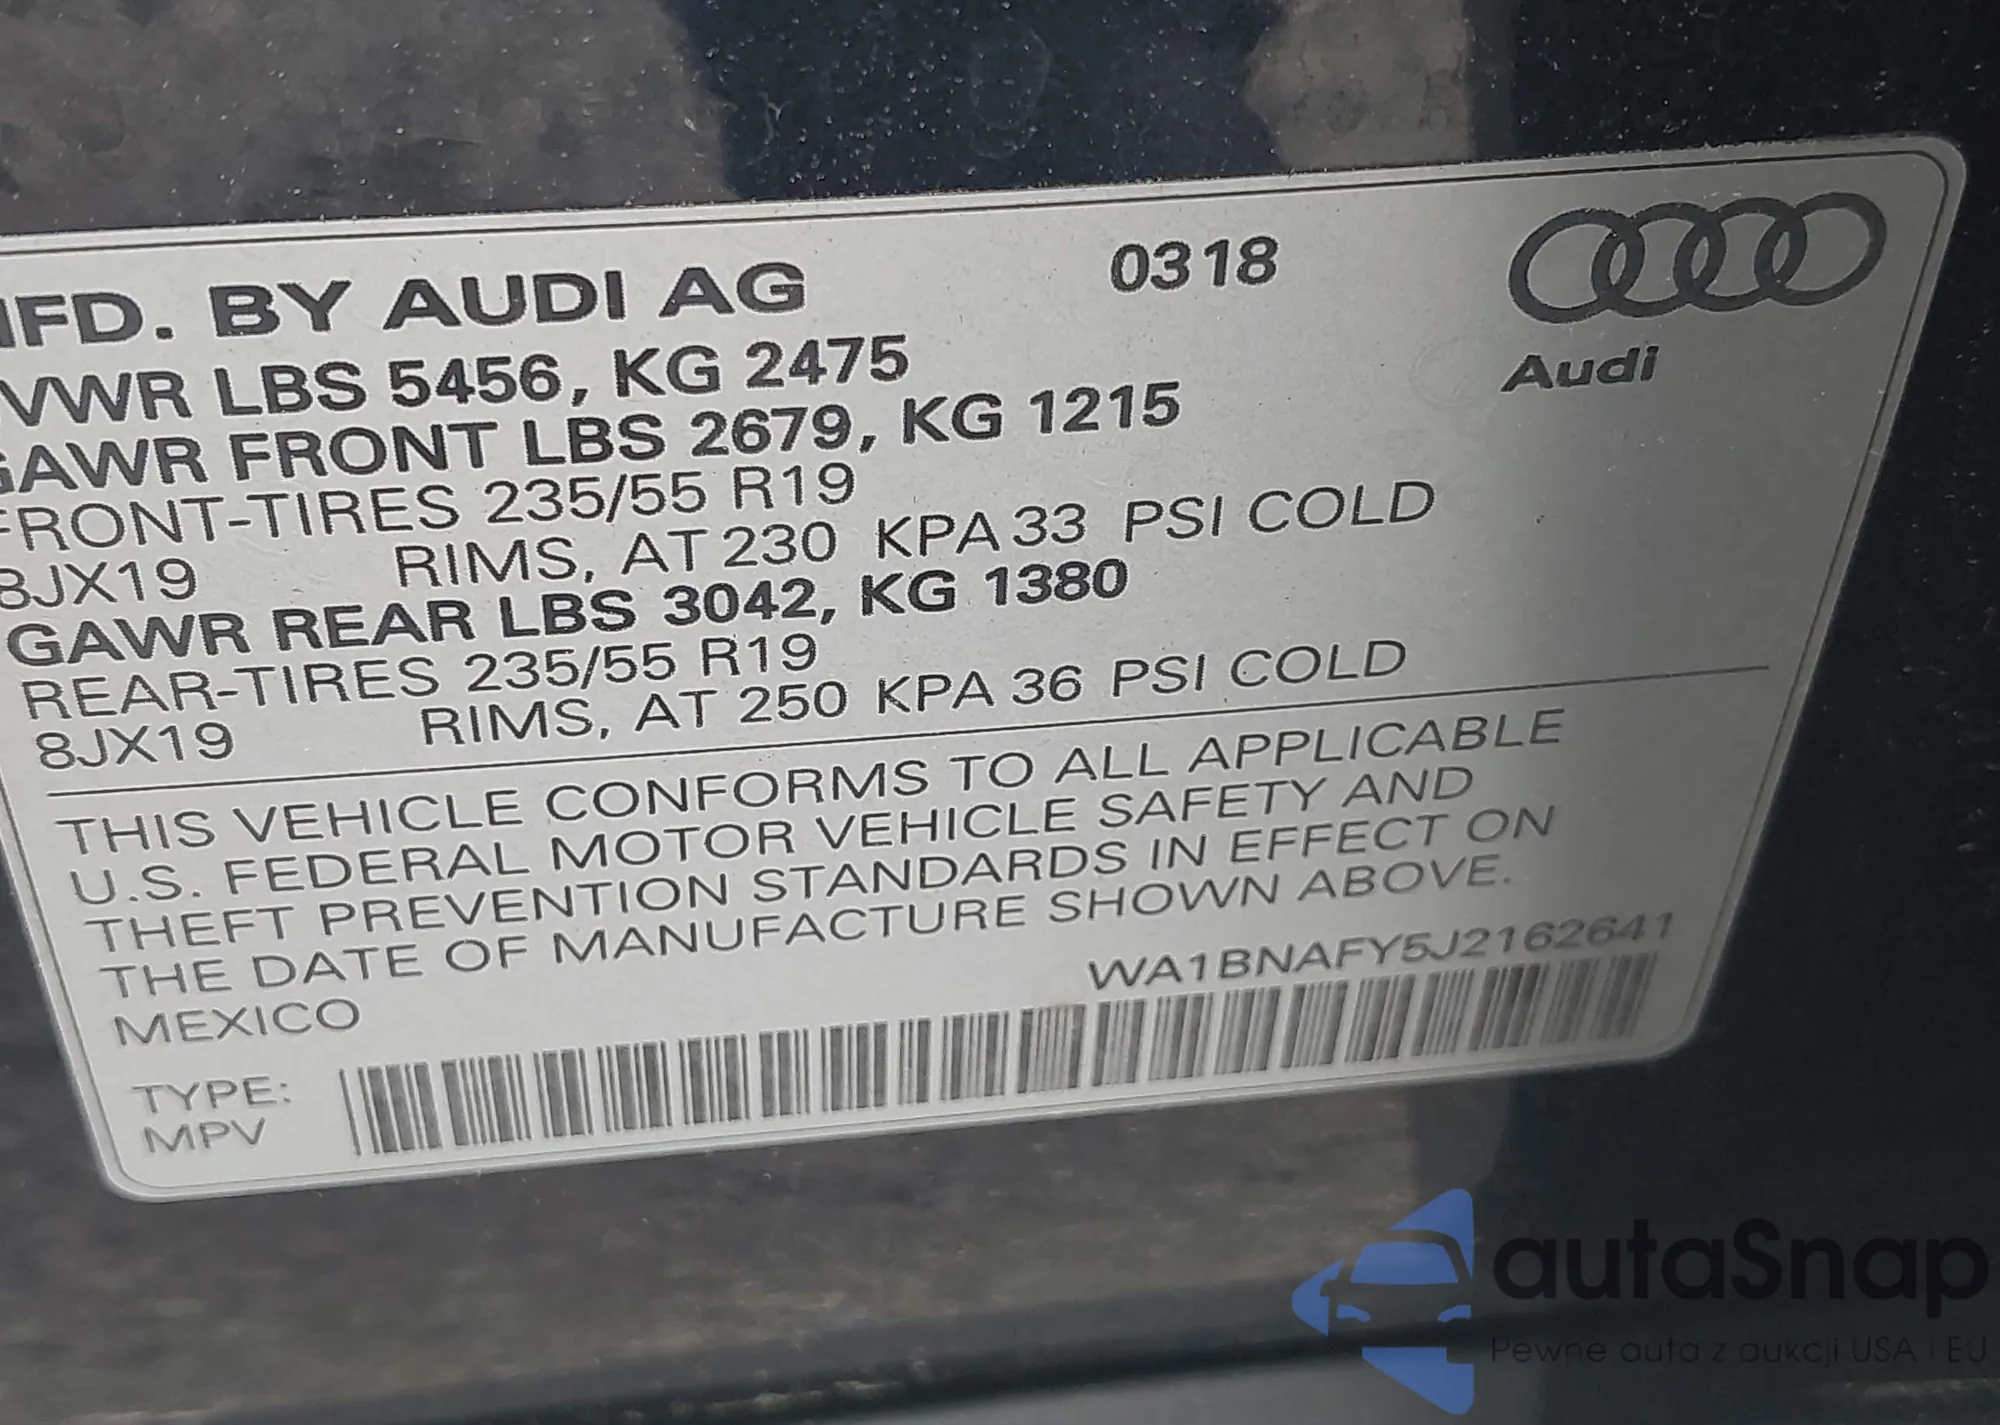 MFD. BY AUDI AG 0318
Audi
GVWR LBS 5456, KG 2475
GAWR FRONT LBS 2679, KG 1215
FRONT-TIRES 235/55 R19
8JX19 RIMS, AT 230 KPA 33 PSI COLD
GAWR REAR LBS 3042, KG 1380
REAR-TIRES 235/55 R19
8JX19 RIMS, AT 250 KPA 36 PSI COLD
THIS VEHICLE CONFORMS TO ALL APPLICABLE
U.S. FEDERAL MOTOR VEHICLE SAFETY AND
THEFT PREVENTION STANDARDS IN EFFECT ON
THE DATE OF MANUFACTURE SHOWN ABOVE.
MEXICO WA1BNAFY5J2162641
TYPE:
MPV
autaSnap
Pewne auta z aukcji USA i EU